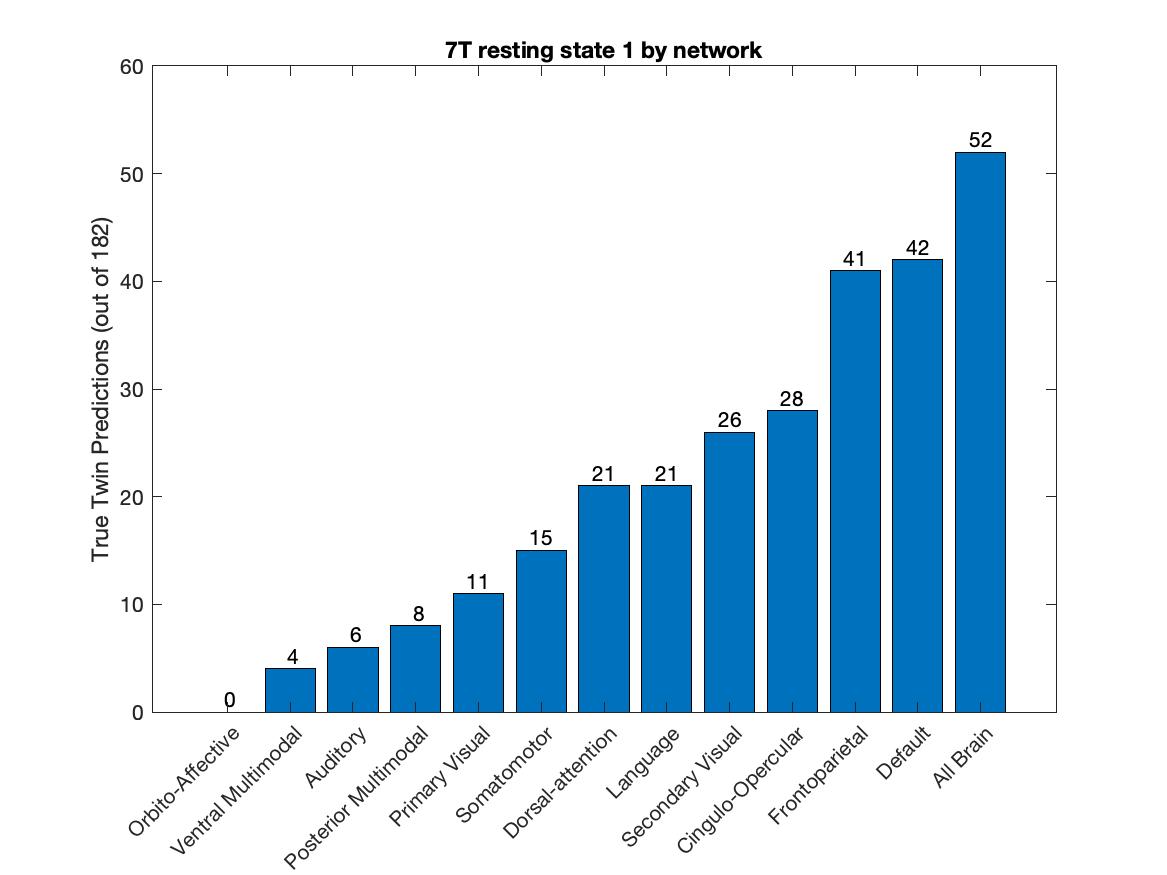 7T resting state 1 by network
True Twin Predictions (out of 182)
60
50
40
30
20
10
0
0
4
6
8
11
15
21
21
26
28
41
42
52
Orbito-Affective
Ventral Multimodal
Auditory
Posterior Multimodal
Primary Visual
Somatomotor
Dorsal-attention
Language
Secondary Visual
Cingulo-Opercular
Frontoparietal
Default
All Brain